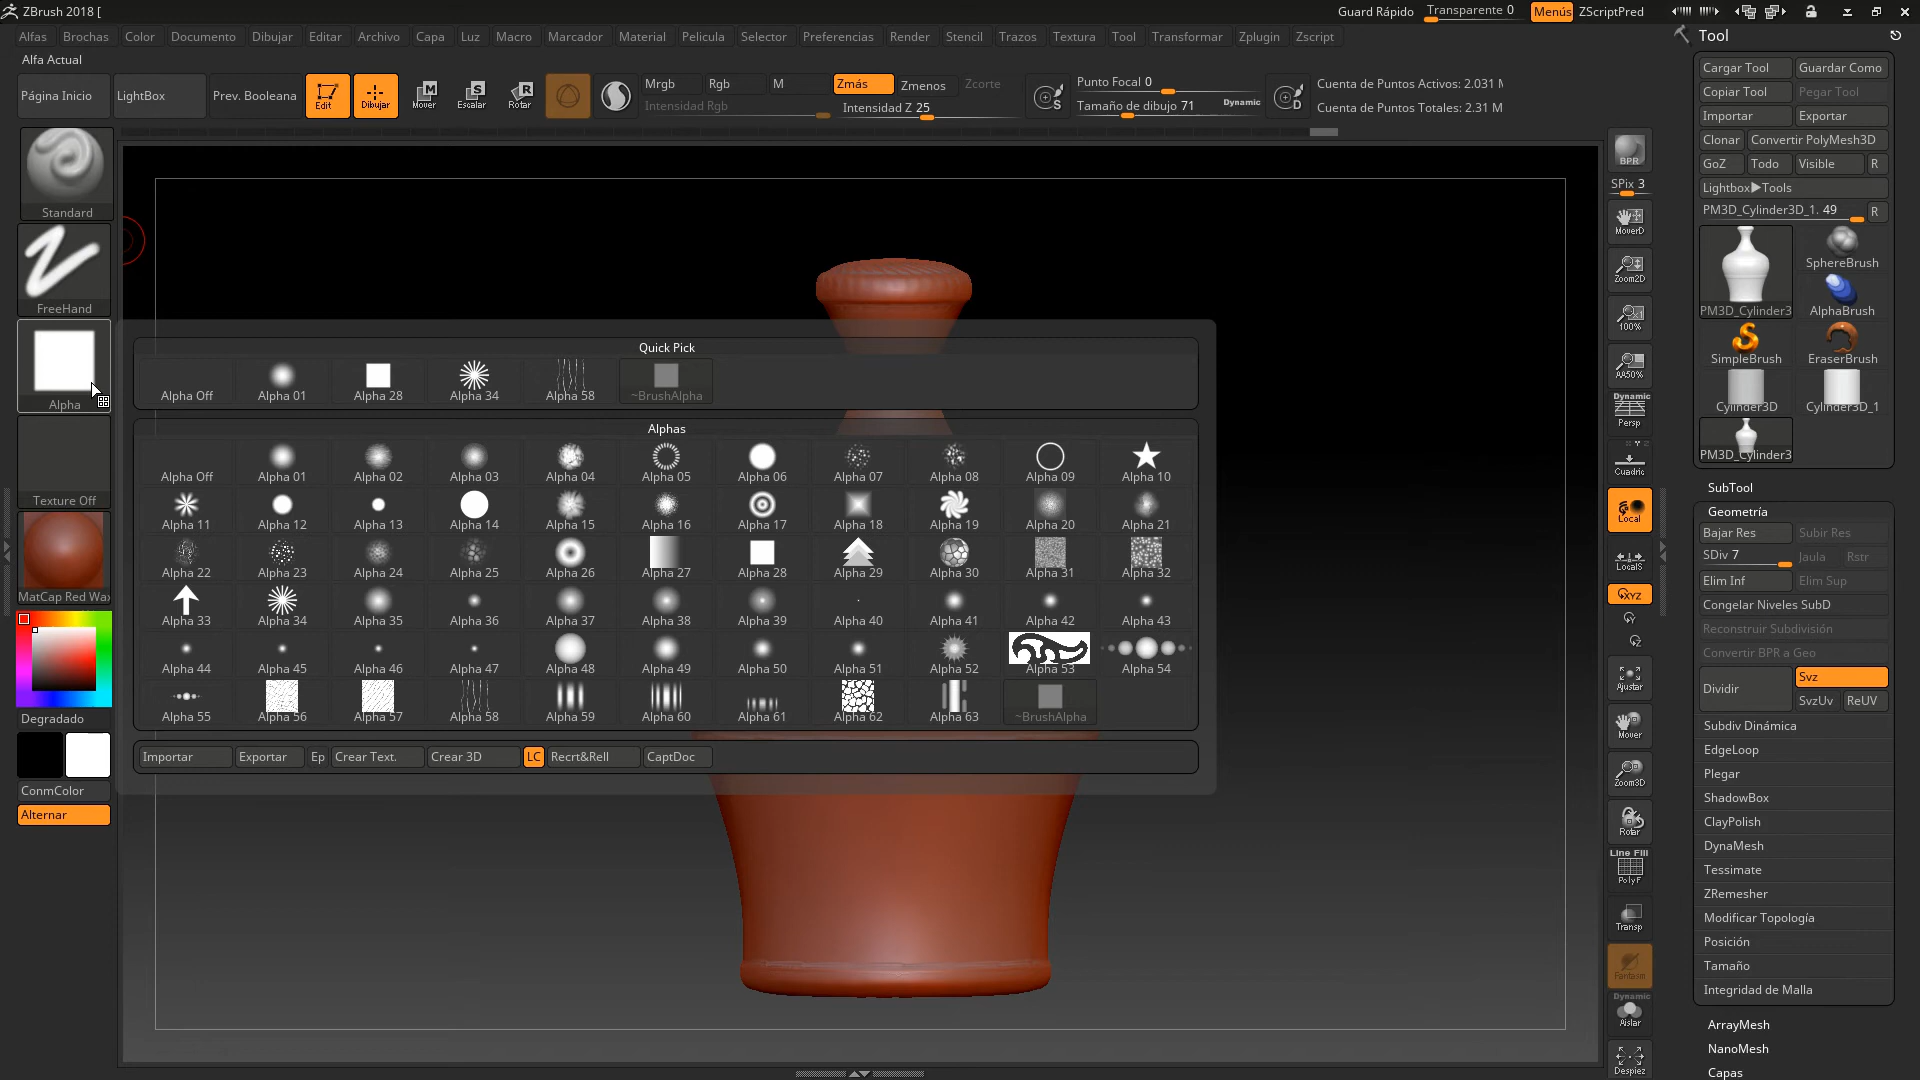 ZBrush 2018 [
Guard Rápido Transparente 0 Menús ZScriptPred
Alfas Brochas Color Documento Dibujar Editar Archivo Capa Luz Macro Marcador Material Pelicula Selector Preferencias Render Stencil Trazos Textura Tool Transformar Zplugin Zscript
Alfa Actual
Página Inicio LightBox Prev. Booleana Edit Dibujar Mover Escalar Rotar
Mrgb Rgb M Zmás Zmenos Zcorte
Intensidad Rgb Intensidad Z 25
Punto Focal 0
Tamaño de dibujo 71 Dynamic
Cuenta de Puntos Activos: 2.031 M
Cuenta de Puntos Totales: 2.31 M
Standard
FreeHand
Alpha
Texture Off
MatCap Red Wax
Degradado
ConmColor
Alternar
Quick Pick
Alpha Off Alpha 01 Alpha 28 Alpha 34 Alpha 58 ~BrushAlpha
Alphas
Alpha Off Alpha 01 Alpha 02 Alpha 03 Alpha 04 Alpha 05 Alpha 06 Alpha 07 Alpha 08 Alpha 09 Alpha 10
Alpha 11 Alpha 12 Alpha 13 Alpha 14 Alpha 15 Alpha 16 Alpha 17 Alpha 18 Alpha 19 Alpha 20 Alpha 21
Alpha 22 Alpha 23 Alpha 24 Alpha 25 Alpha 26 Alpha 27 Alpha 28 Alpha 29 Alpha 30 Alpha 31 Alpha 32
Alpha 33 Alpha 34 Alpha 35 Alpha 36 Alpha 37 Alpha 38 Alpha 39 Alpha 40 Alpha 41 Alpha 42 Alpha 43
Alpha 44 Alpha 45 Alpha 46 Alpha 47 Alpha 48 Alpha 49 Alpha 50 Alpha 51 Alpha 52 Alpha 53 Alpha 54
Alpha 55 Alpha 56 Alpha 57 Alpha 58 Alpha 59 Alpha 60 Alpha 61 Alpha 62 Alpha 63 ~BrushAlpha
Importar Exportar Ep Crear Text. Crear 3D LC Recrt&Rell CaptDoc
BPR
SPix 3
MoverD
Zoom2D
100%
AA50%
Dynamic
Persp
Cuadric
Local
LocalS
XYZ
Ajustar
Mover
Zoom3D
Rotar
Line Fill
PolyF
Transp
Fantasm
Dynamic
Aislar
Despiez
Tool
Cargar Tool Guardar Como
Copiar Tool Pegar Tool
Importar Exportar
Clonar Convertir PolyMesh3D
GoZ Todo Visible R
Lightbox▶Tools
PM3D_Cylinder3D_1. 49 R
PM3D_Cylinder3 SphereBrush
AlphaBrush
SimpleBrush EraserBrush
Cylinder3D Cylinder3D_1
PM3D_Cylinder3
SubTool
Geometría
Bajar Res Subir Res
SDiv 7 Jaula Rstr
Elim Inf Elim Sup
Congelar Niveles SubD
Reconstruir Subdivisión
Convertir BPR a Geo
Dividir Svz
SvzUv ReUV
Subdiv Dinámica
EdgeLoop
Plegar
ShadowBox
ClayPolish
DynaMesh
Tessimate
ZRemesher
Modificar Topología
Posición
Tamaño
Integridad de Malla
ArrayMesh
NanoMesh
Capas